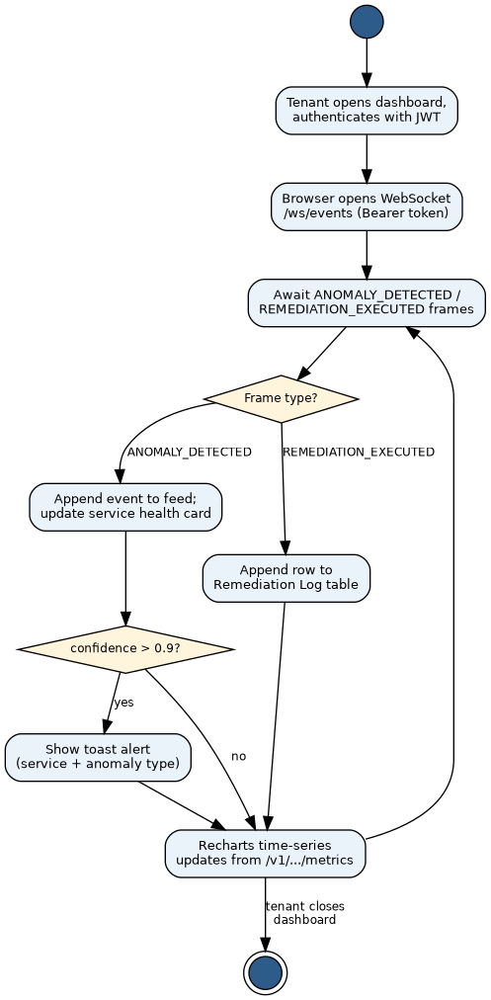 Tenant opens dashboard,
authenticates with JWT
Browser opens WebSocket
/ws/events (Bearer token)
Await ANOMALY_DETECTED /
REMEDIATION_EXECUTED frames
Frame type?
ANOMALY_DETECTED
REMEDIATION_EXECUTED
Append event to feed;
update service health card
Append row to
Remediation Log table
confidence > 0.9?
yes
no
Show toast alert
(service + anomaly type)
Recharts time-series
updates from /v1/.../metrics
tenant closes
dashboard